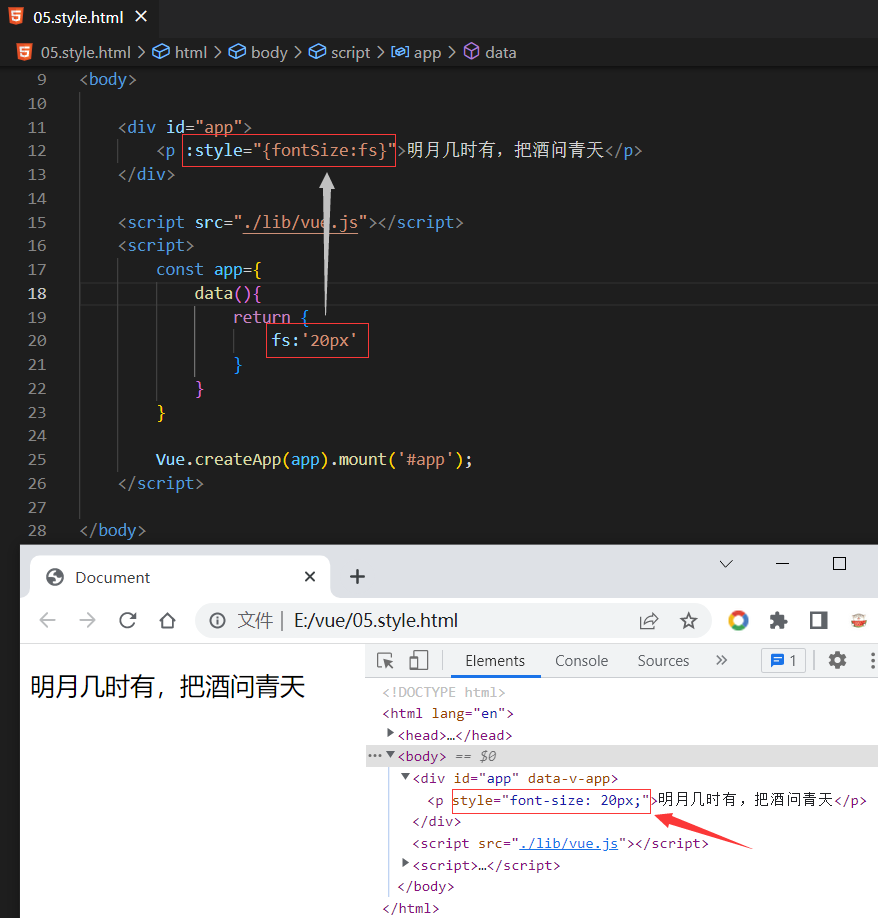 05.style.html ×
05.style.html > html > body > script > app > data
9 <body>
10
11 <div id="app">
12 <p :style="{fontSize:fs}">明月几时有，把酒问青天</p>
13 </div>
14
15 <script src="./lib/vue.js"></script>
16 <script>
17 const app={
18 data(){
19 return {
20 fs:'20px'
21 }
22 }
23 }
24
25 Vue.createApp(app).mount('#app');
26 </script>
27
28 </body>
Document
文件 | E:/vue/05.style.html
Elements Console Sources » 1
明月几时有，把酒问青天
<!DOCTYPE html>
<html lang="en">
<head>…</head>
<body> == $0
<div id="app" data-v-app>
<p style="font-size: 20px;">明月几时有，把酒问青天</p>
</div>
<script src="./lib/vue.js"></script>
<script>…</script>
</body>
</html>